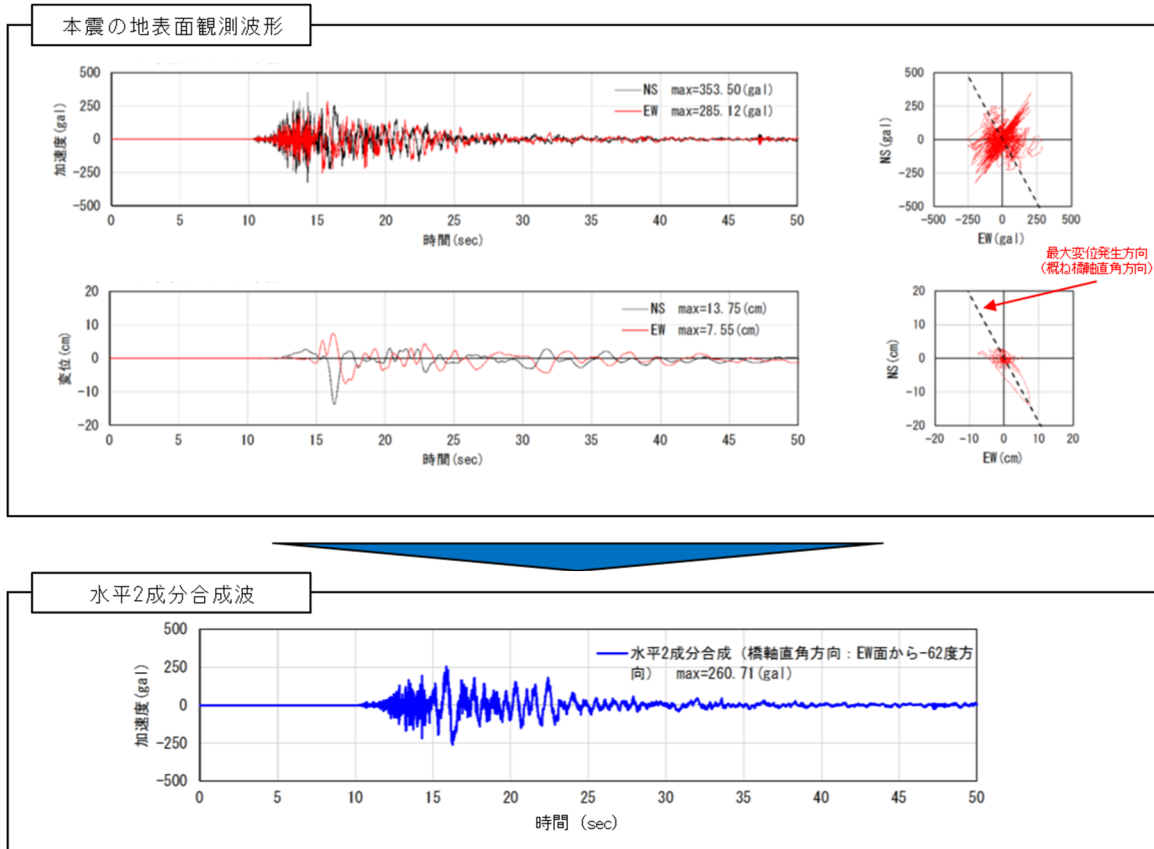 本震の地表面観測波形
500
250
0
-250
-500
加速度(gal)
NS max=353.50(gal)
EW max=285.12(gal)
0 5 10 15 20 25 30 35 40 45 50
時間(sec)
500
250
0
-250
-500
NS(gal)
-500 -250 0 250 500
EW(gal)
最大変位発生方向
(概ね橋軸直角方向)
20
10
0
-10
-20
変位(cm)
NS max=13.75(cm)
EW max=7.55(cm)
0 5 10 15 20 25 30 35 40 45 50
時間(sec)
20
10
0
-10
-20
NS(cm)
-20 -10 0 10 20
EW(cm)
水平2成分合成波
500
250
0
-250
-500
加速度(gal)
水平2成分合成（橋軸直角方向：EW面から-62度方
向） max=260.71(gal)
0 5 10 15 20 25 30 35 40 45 50
時間 (sec)